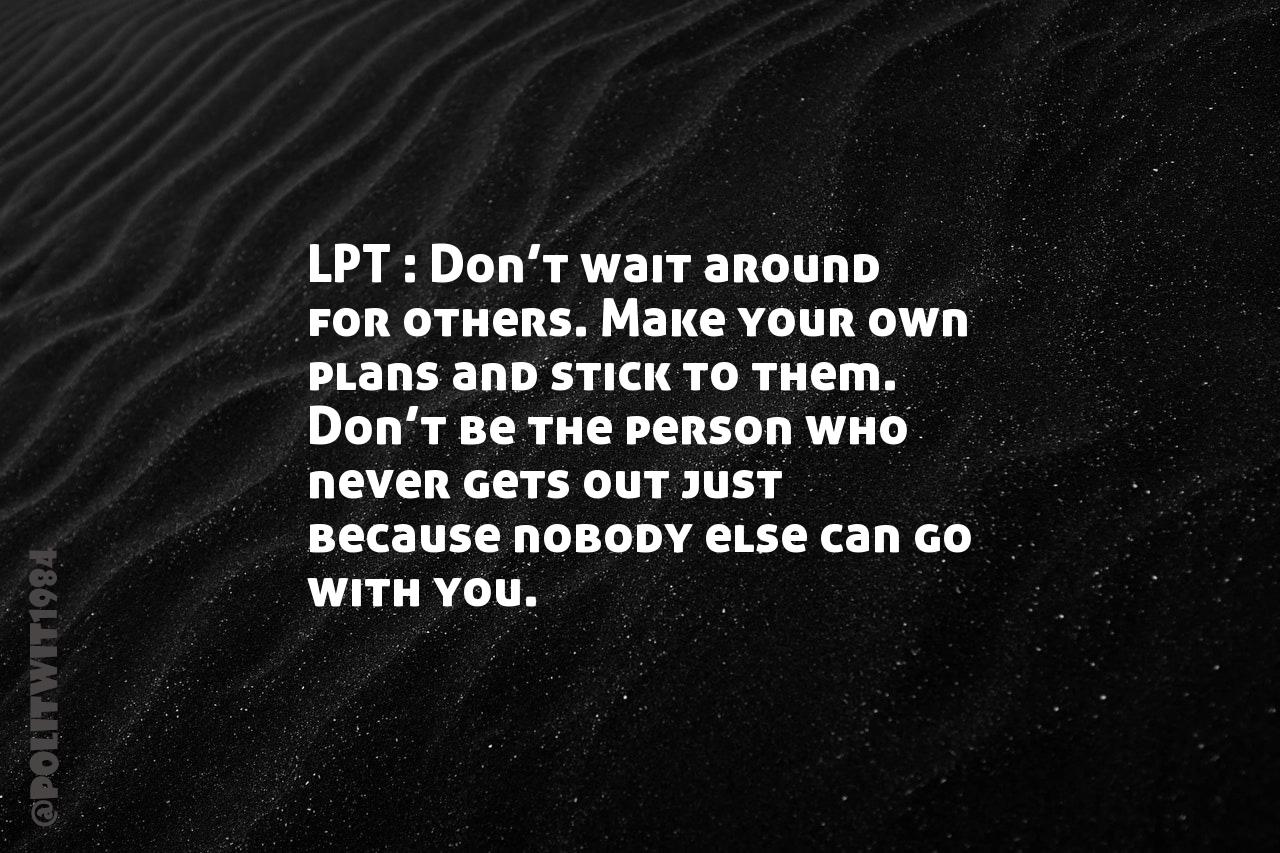 LPT : Don't wait around
for others. Make your own
plans and stick to them.
Don't be the person who
never gets out just
because nobody else can go
with you.
@POLITWIT1984